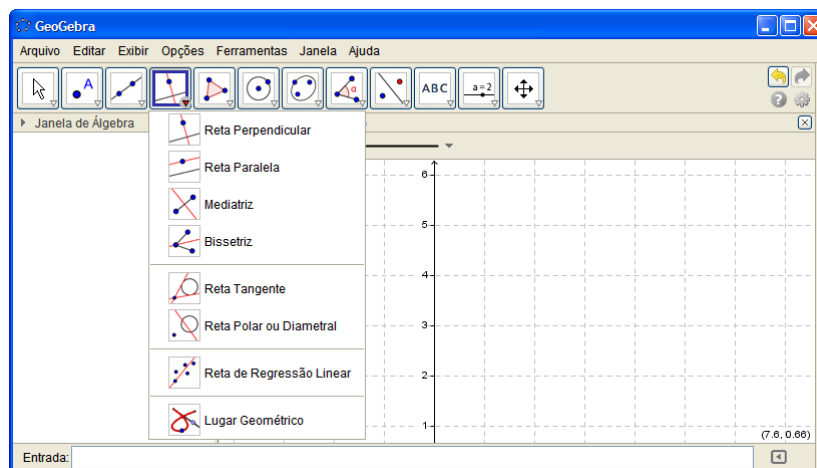 GeoGebra
Arquivo Editar Exibir Opções Ferramentas Janela Ajuda
A
α
ABC
a=2
Janela de Álgebra
Reta Perpendicular
Reta Paralela
Mediatriz
Bissetriz
Reta Tangente
Reta Polar ou Diametral
Reta de Regressão Linear
Lugar Geométrico
6
5
4
3
2
1
(7.6, 0.66)
Entrada: